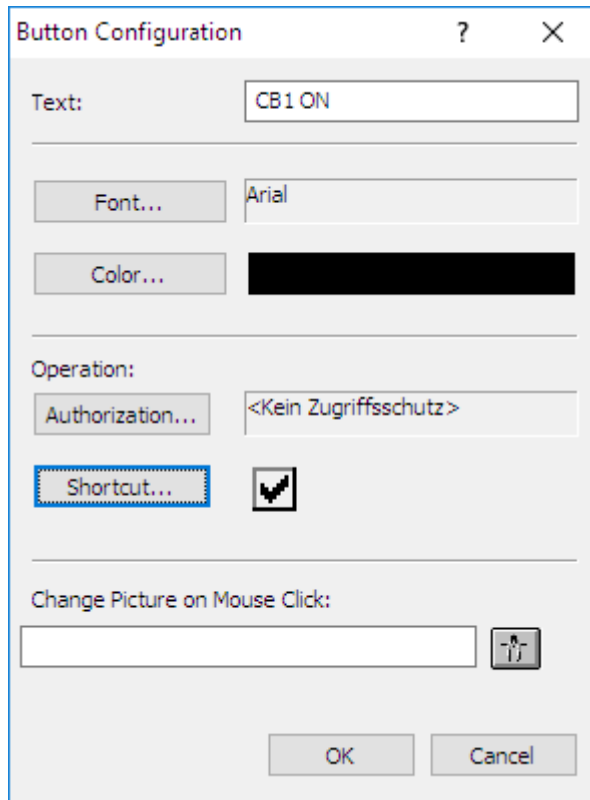 Button Configuration ?
Text: CB1 ON
Font... Arial
Color...
Operation:
Authorization... <Kein Zugriffsschutz>
Shortcut...
Change Picture on Mouse Click:
OK Cancel